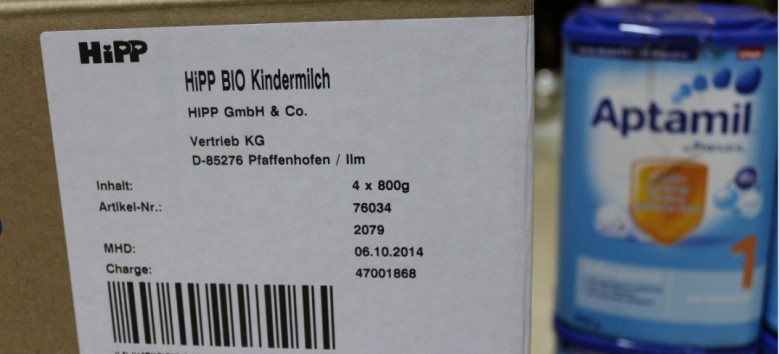 HiPP
HiPP BIO Kindermilch
HIPP GmbH & Co.
Vertrieb KG
D-85276 Pfaffenhofen / Ilm
Inhalt: 4 x 800g
Artikel-Nr.: 76034
2079
MHD: 06.10.2014
Charge: 47001868
Aptamil
1